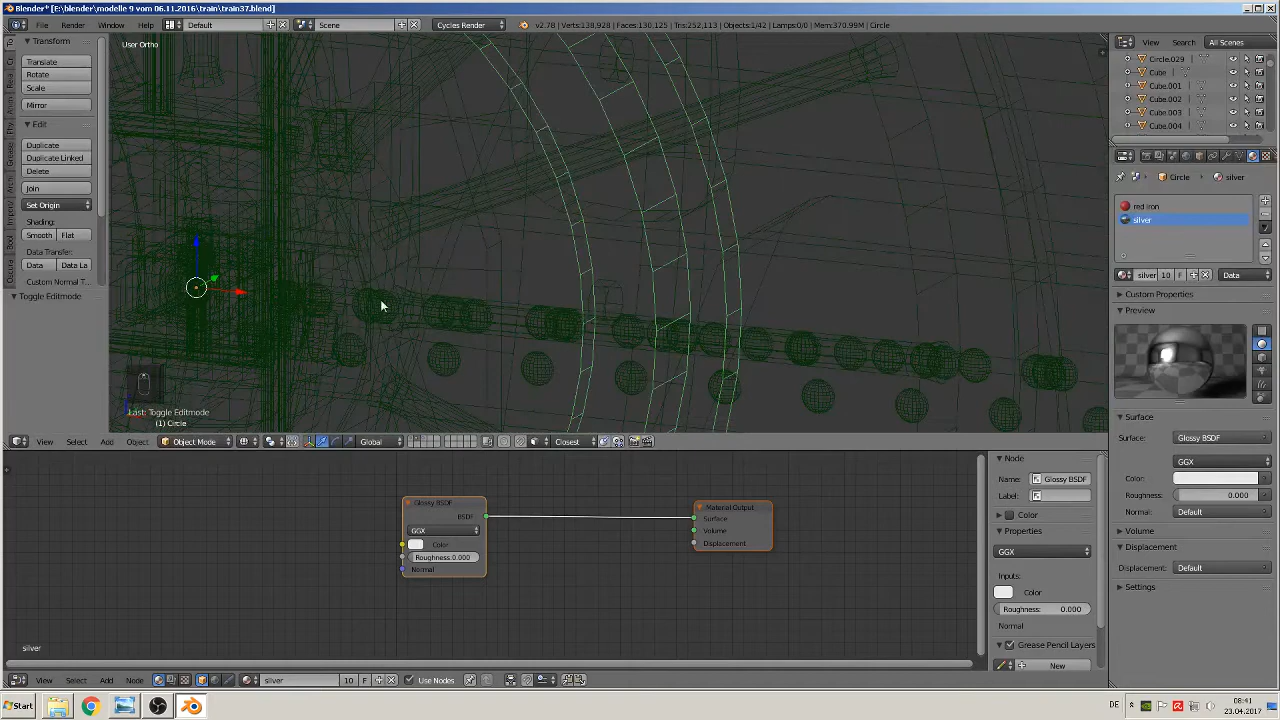 Blender* [E:\blender\modelle 9 vom 06.11.2016\train\train37.blend]
File Render Window Help Default Scene Cycles Render v2.78 | Verts:138,928 | Faces:130,125 | Tris:252,113 | Objects:1/42 | Lamps:0/0 | Mem:370.99M | Circle
Transform
Translate
Rotate
Scale
Mirror
Edit
Duplicate
Duplicate Linked
Delete
Join
Set Origin
Shading:
Smooth Flat
Data Transfer:
Data Data La
Custom Normal T...
Toggle Editmode
User Ortho
Last: Toggle Editmode
(1) Circle
View Select Add Object Object Mode Global Closest
View Search All Scenes
Circle.029
Cube
Cube.001
Cube.002
Cube.003
Cube.004
Circle silver
red iron
silver
silver 10 F Data
Custom Properties
Preview
Surface
Surface: Glossy BSDF
GGX
Color:
Roughness: 0.000
Normal: Default
Volume
Displacement
Displacement: Default
Settings
Glossy BSDF
BSDF
GGX
Color
Roughness:0.000
Normal
Material Output
Surface
Volume
Displacement
silver
Node
Name: Glossy BSDF
Label:
Color
Properties
GGX
Inputs:
Color
Roughness: 0.000
Normal
Grease Pencil Layers
New
View Select Add Node silver 10 F Use Nodes
Start DE 08:41
23.04.2017